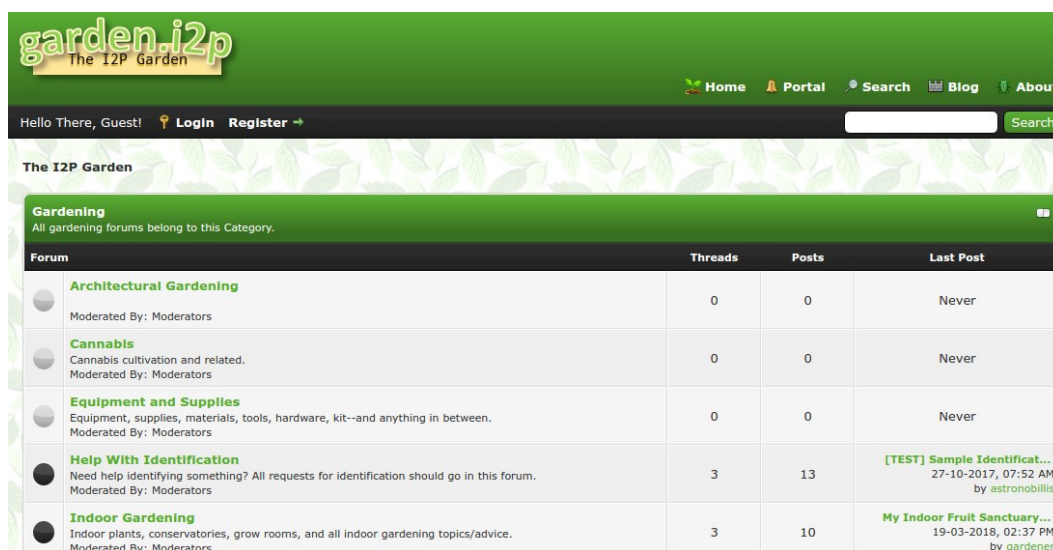 garden.i2p
The I2P Garden
Home Portal Search Blog About
Hello There, Guest! Login Register Search
The I2P Garden
Gardening
All gardening forums belong to this Category.
Forum Threads Posts Last Post
Architectural Gardening
Moderated By: Moderators
0 0 Never
Cannabis
Cannabis cultivation and related.
Moderated By: Moderators
0 0 Never
Equipment and Supplies
Equipment, supplies, materials, tools, hardware, kit--and anything in between.
Moderated By: Moderators
0 0 Never
Help With Identification
Need help identifying something? All requests for identification should go in this forum.
Moderated By: Moderators
3 13
[TEST] Sample Identificat...
27-10-2017, 07:52 AM
by astronobillis
Indoor Gardening
Indoor plants, conservatories, grow rooms, and all indoor gardening topics/advice.
Moderated By: Moderators
3 10
My Indoor Fruit Sanctuary...
19-03-2018, 02:37 PM
by gardener